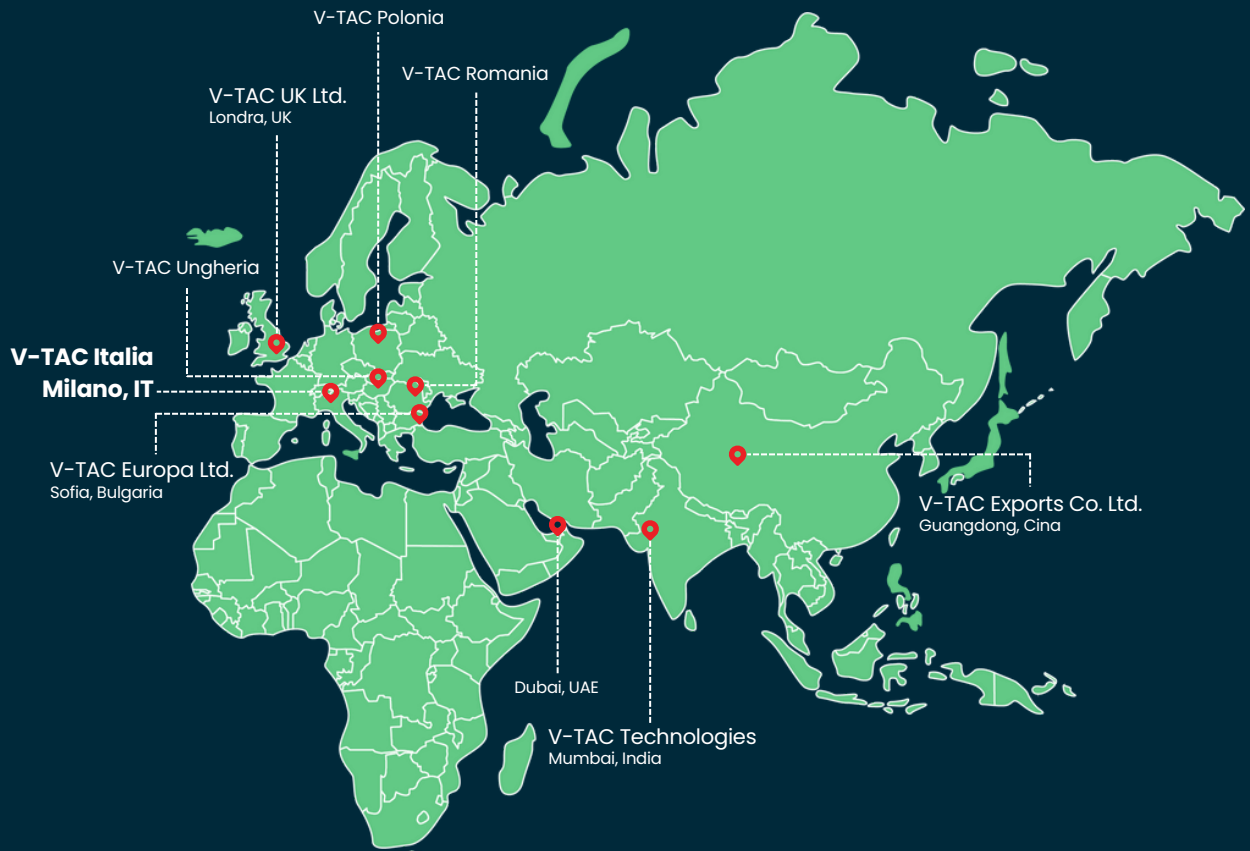 V-TAC Polonia
V-TAC Romania
V-TAC UK Ltd.
Londra, UK
V-TAC Ungheria
V-TAC Italia
Milano, IT
V-TAC Europa Ltd.
Sofia, Bulgaria
V-TAC Exports Co. Ltd.
Guangdong, Cina
Dubai, UAE
V-TAC Technologies
Mumbai, India